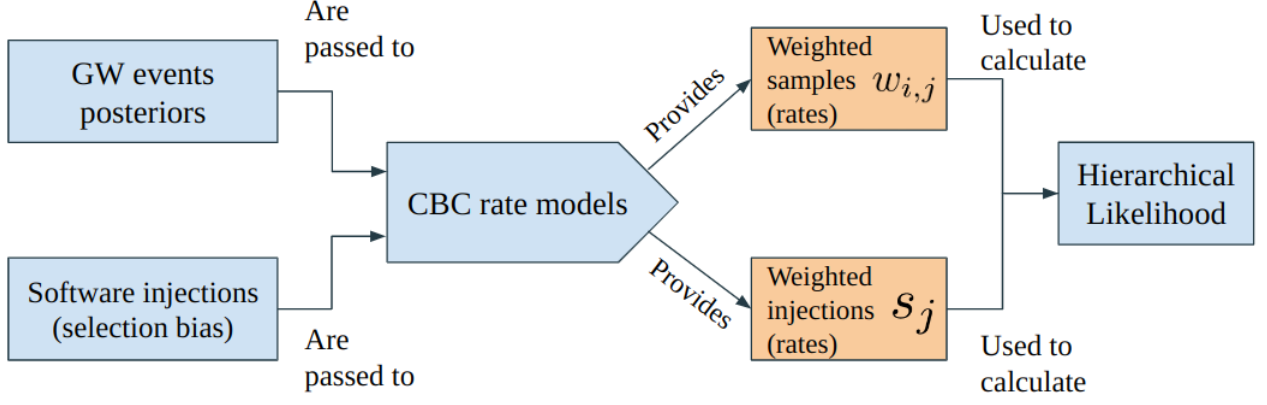 Are
passed to
GW events
posteriors
Software injections
(selection bias)
Are
passed to
CBC rate models
Provides
Provides
Weighted
samples w_{i,j}
(rates)
Weighted
injections s_j
(rates)
Used to
calculate
Used to
calculate
Hierarchical
Likelihood